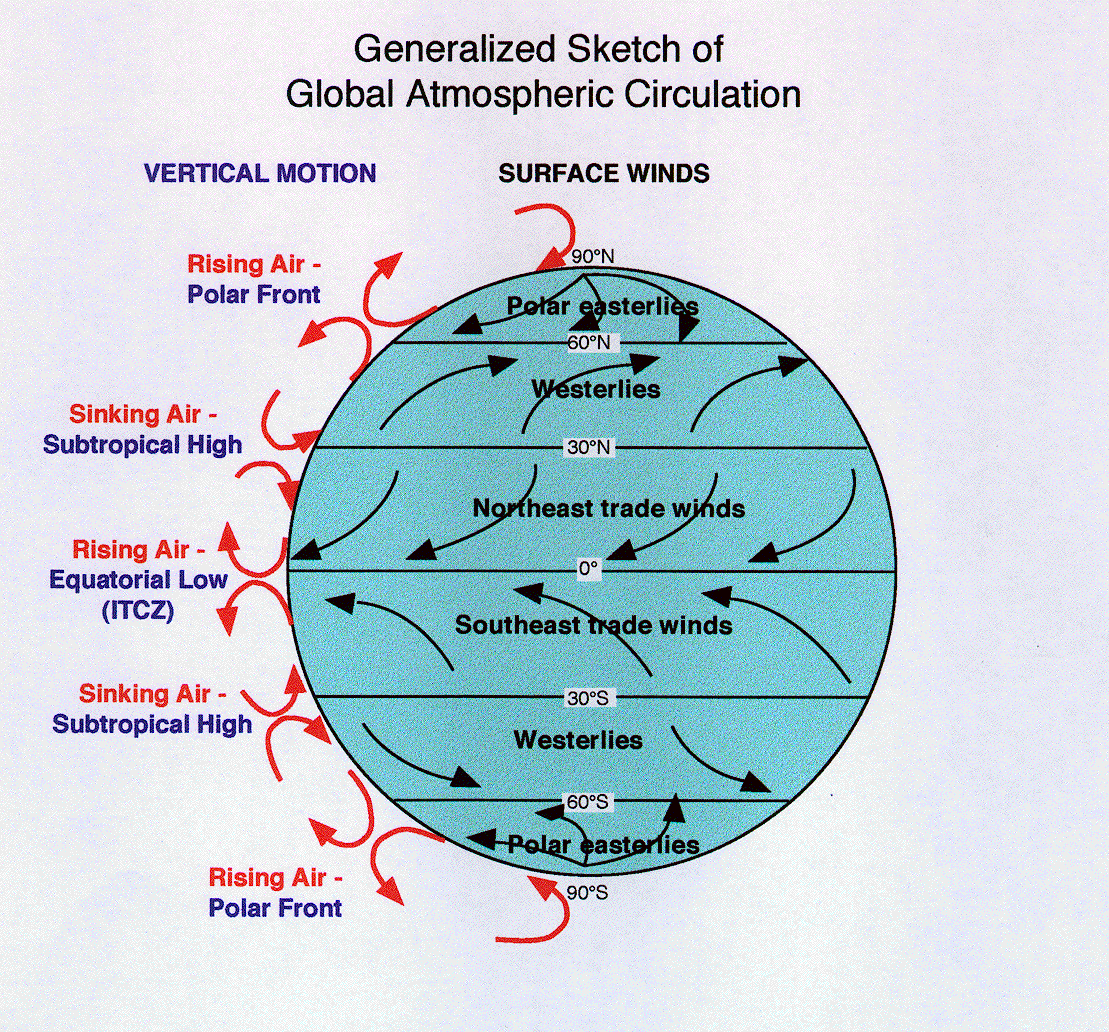 Generalized Sketch of
Global Atmospheric Circulation
VERTICAL MOTION
SURFACE WINDS
90°N
Rising Air -
Polar Front
Polar easterlies
60°N
Westerlies
Sinking Air -
Subtropical High
30°N
Northeast trade winds
Rising Air -
Equatorial Low
(ITCZ)
0°
Southeast trade winds
Sinking Air -
Subtropical High
30°S
Westerlies
60°S
Polar easterlies
Rising Air -
Polar Front
90°S